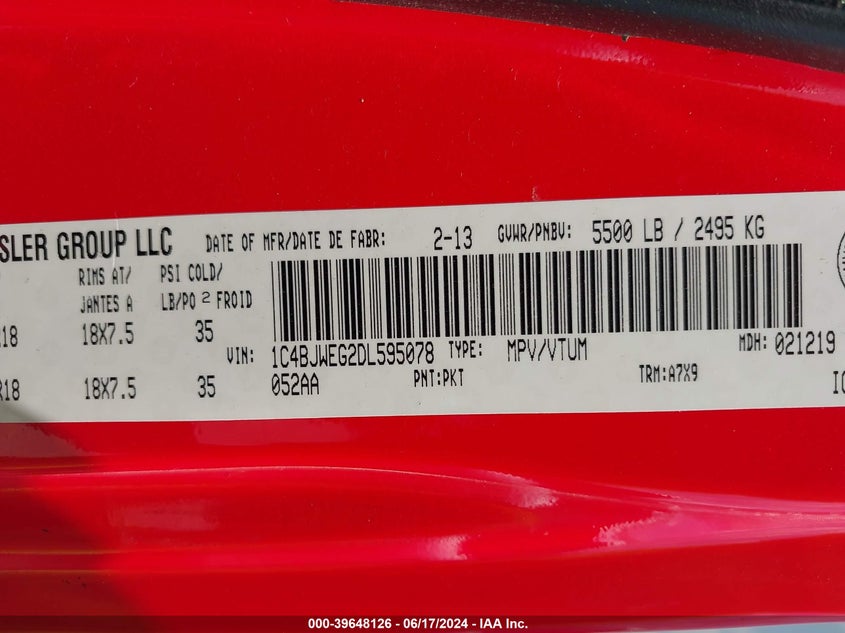 SLER GROUP LLC DATE OF MFR/DATE DE FABR: 2-13 GVWR/PNBV: 5500 LB / 2495 KG
RIMS AT/ PSI COLD/
JANTES A LB/PO 2 FROID
R18 18X7.5 35
VIN: 1C4BJWEG2DL595078 TYPE: MPV/VTUM MDH: 021219
R18 18X7.5 35 052AA PNT:PKT TRM:A7X9
000-39648126 - 06/17/2024 - IAA Inc.